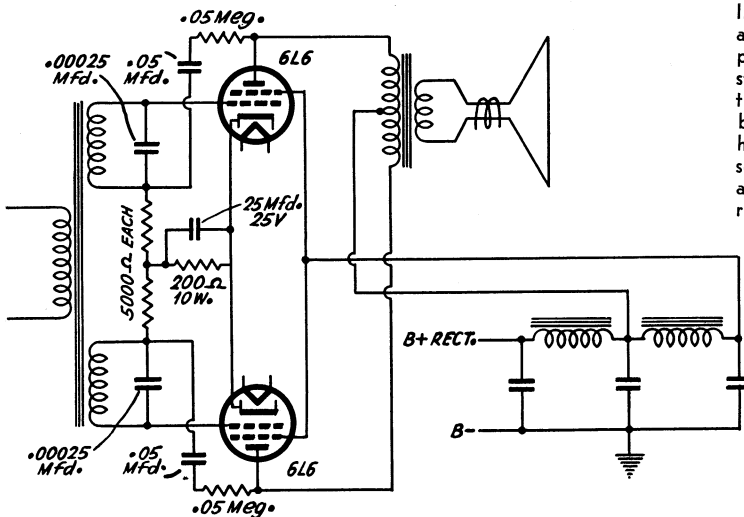 .05 Meg.
.00025
Mfd.
.05
Mfd.
6L6
25 Mfd.
25V
5000 Ω EACH
200 Ω
10 W.
B+ RECT.
B-
.00025
Mfd.
.05
Mfd.
6L6
.05 Meg.